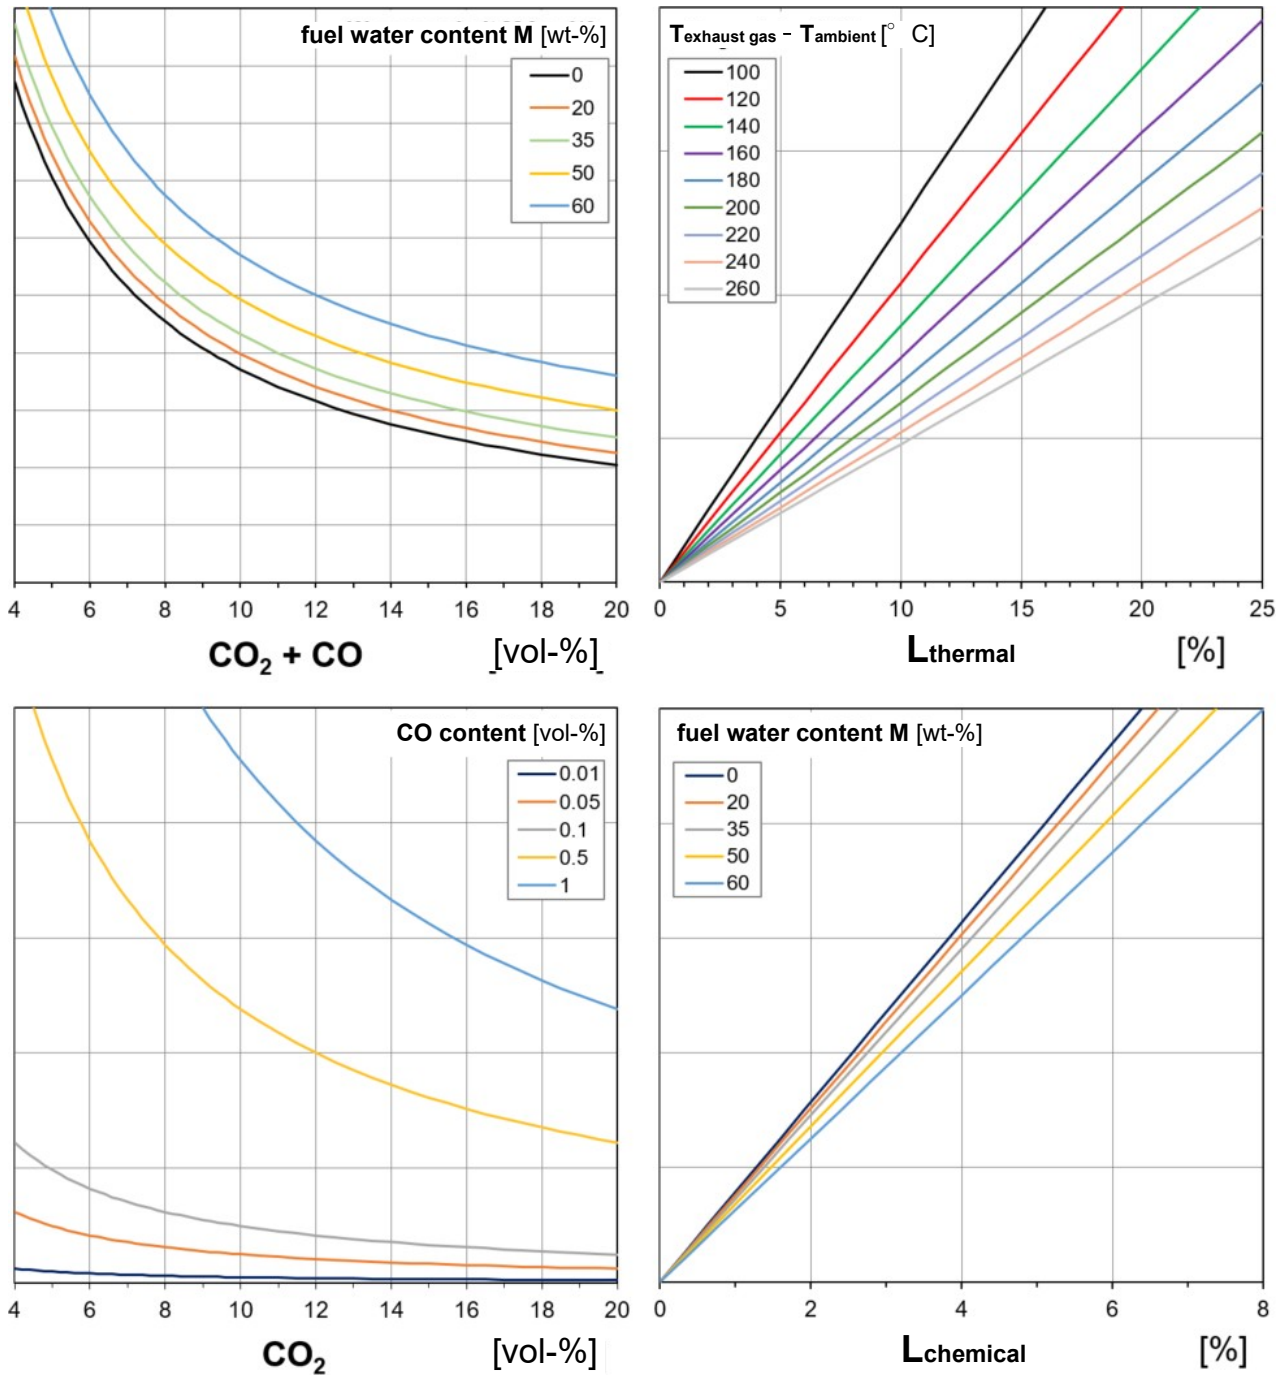 fuel water content M [wt-%]
0
20
35
50
60
4 6 8 10 12 14 16 18 20
CO₂ + CO [vol-%]
Texhaust gas - Tambient [° C]
100
120
140
160
180
200
220
240
260
0 5 10 15 20 25
Lthermal [%]
CO content [vol-%]
0.01
0.05
0.1
0.5
1
4 6 8 10 12 14 16 18 20
CO₂ [vol-%]
fuel water content M [wt-%]
0
20
35
50
60
0 2 4 6 8
Lchemical [%]